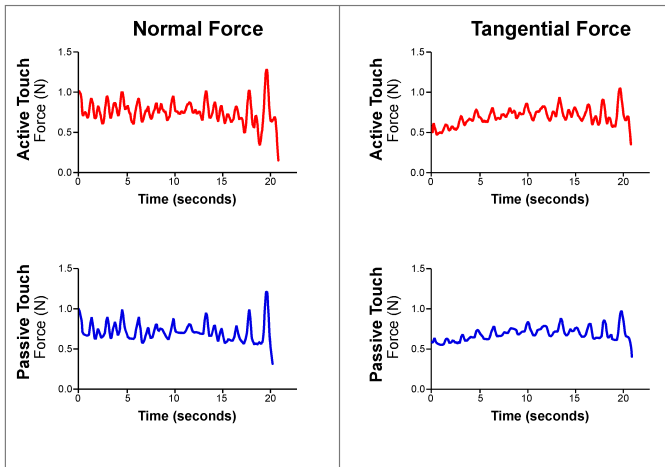 Normal Force
Tangential Force
Active Touch
Force (N)
1.5
1.0
0.5
0.0
0
5
10
15
20
Time (seconds)
Active Touch
Force (N)
1.5
1.0
0.5
0.0
0
5
10
15
20
Time (seconds)
Passive Touch
Force (N)
1.5
1.0
0.5
0.0
0
5
10
15
20
Time (seconds)
Passive Touch
Force (N)
1.5
1.0
0.5
0.0
0
5
10
15
20
Time (seconds)